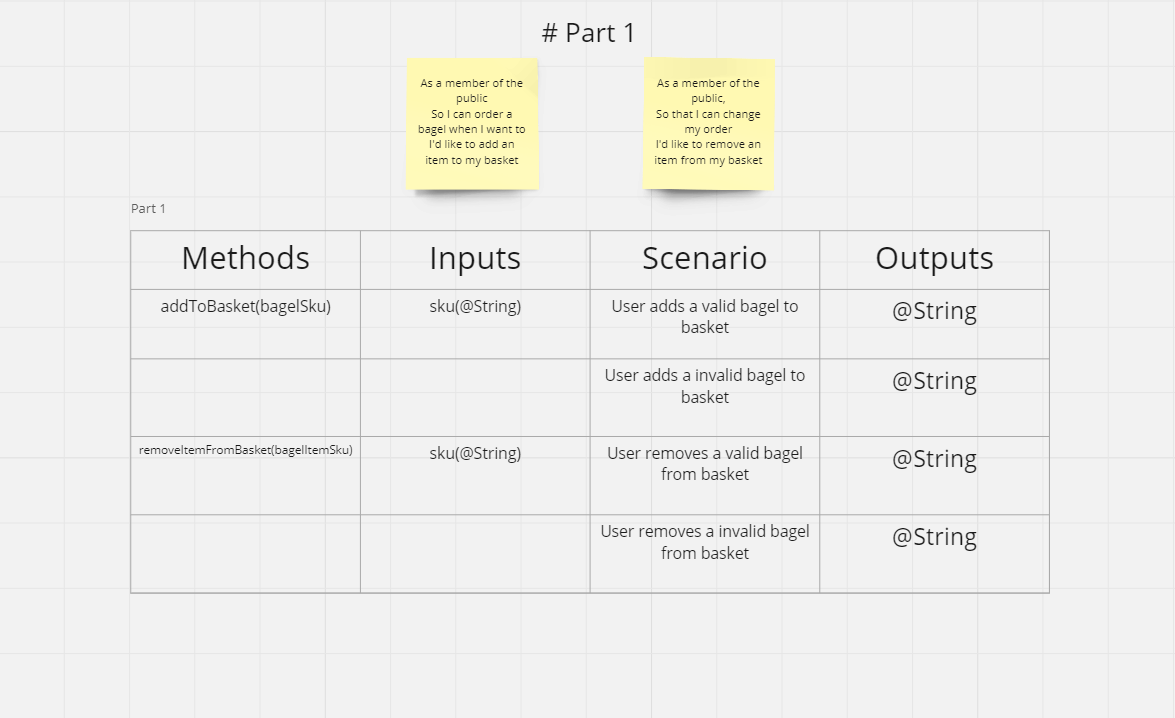 # Part 1
As a member of the
public
So I can order a
bagel when I want to
I'd like to add an
item to my basket
As a member of the
public,
So that I can change
my order
I'd like to remove an
item from my basket
Part 1
Methods Inputs Scenario Outputs
addToBasket(bagelSku) sku(@String) User adds a valid bagel to
basket @String
User adds a invalid bagel to
basket @String
removeItemFromBasket(bagelItemSku) sku(@String) User removes a valid bagel
from basket @String
User removes a invalid bagel
from basket @String